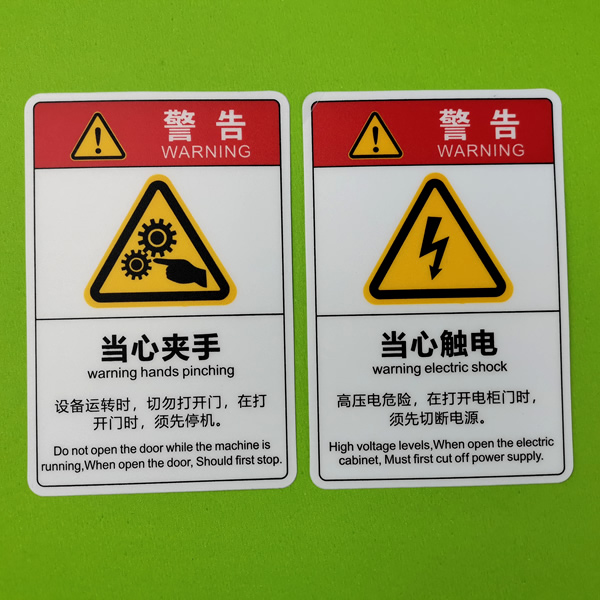 警告
WARNING
当心夹手
warning hands pinching
设备运转时，切勿打开门，在打
开门时，须先停机。
Do not open the door while the machine is
running,When open the door, Should first stop.
警告
WARNING
当心触电
warning electric shock
高压电危险，在打开电柜门时，
须先切断电源。
High voltage levels,When open the electric
cabinet, Must first cut off power supply.